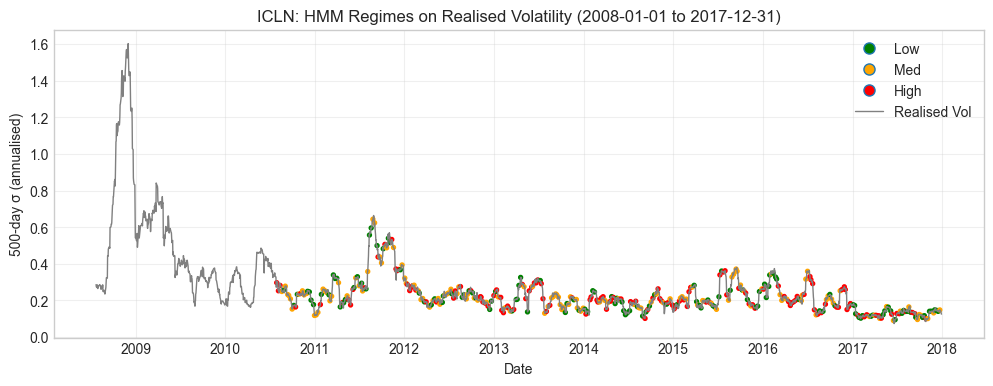 ICLN: HMM Regimes on Realised Volatility (2008-01-01 to 2017-12-31)
1.6
1.4
1.2
1.0
0.8
0.6
0.4
0.2
0.0
500-day σ (annualised)
Low
Med
High
Realised Vol
2009 2010 2011 2012 2013 2014 2015 2016 2017 2018
Date